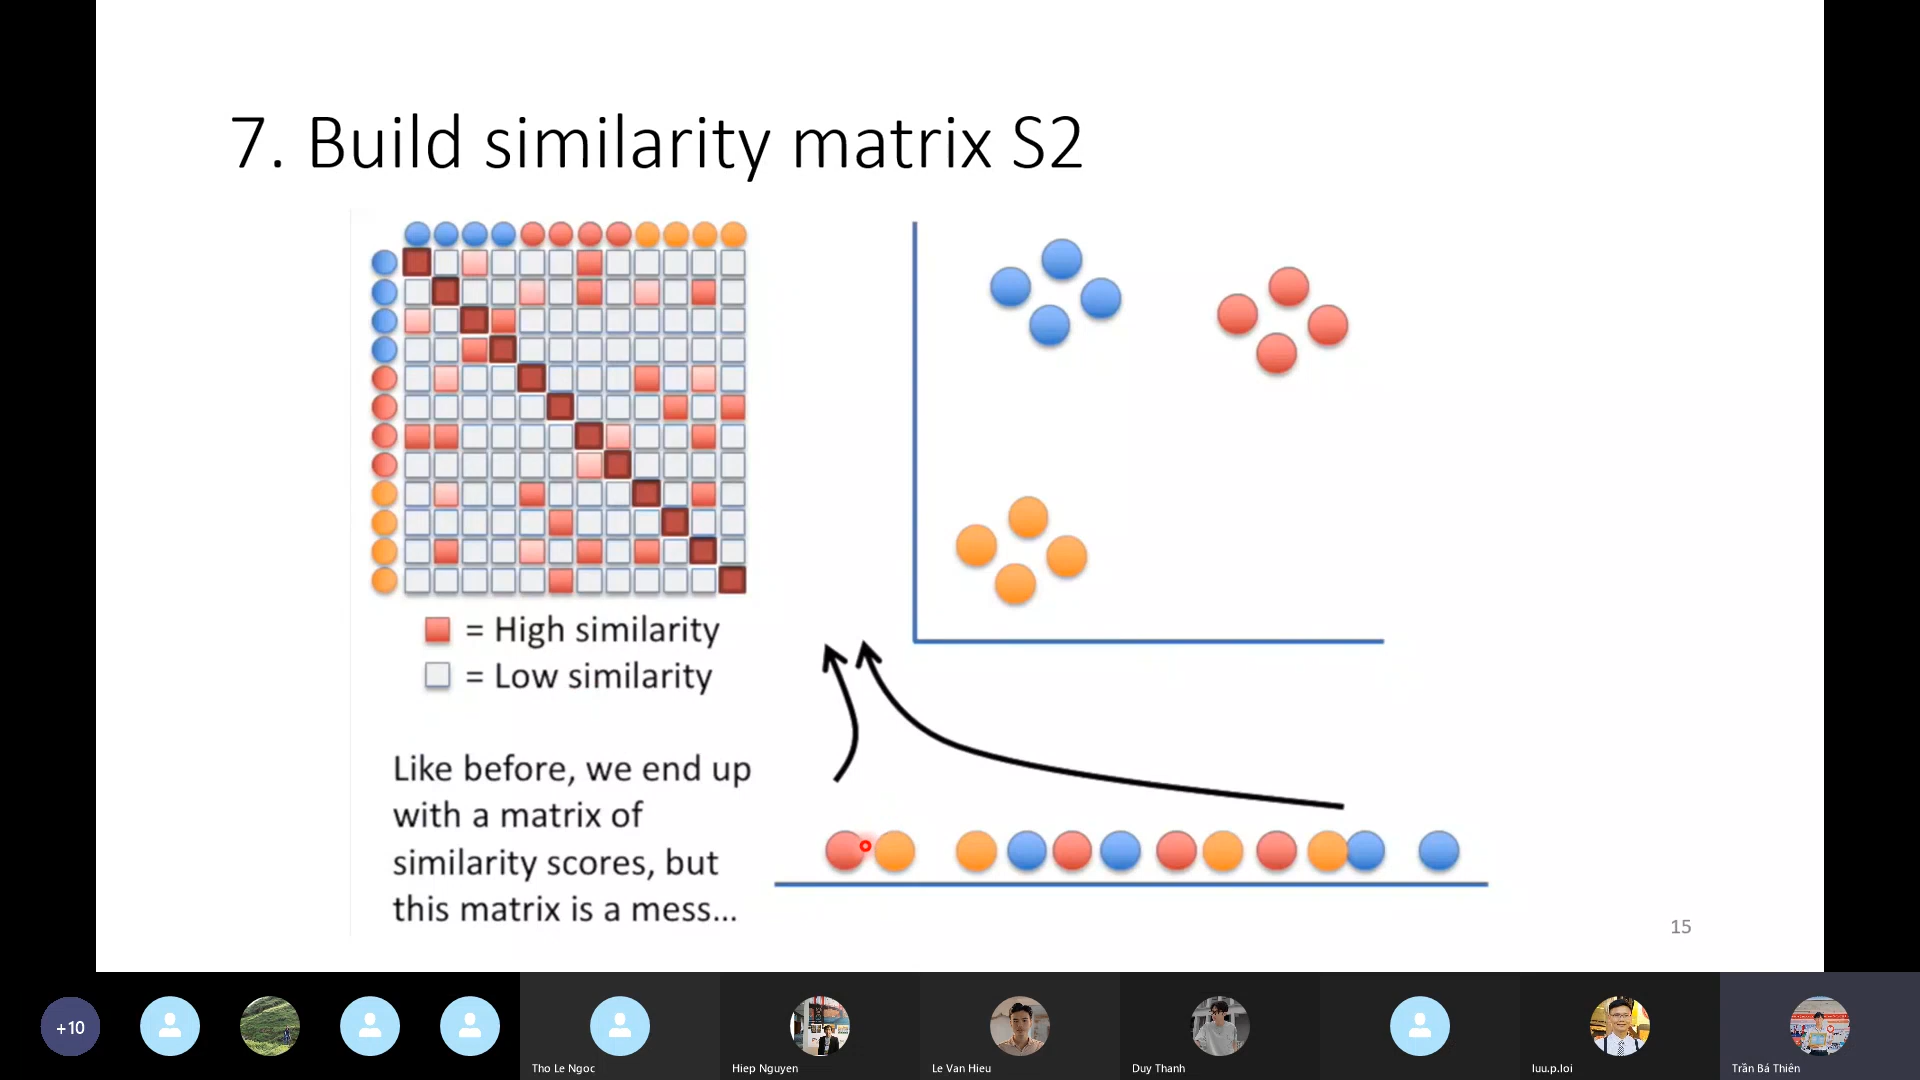 7. Build similarity matrix S2
= High similarity
= Low similarity
Like before, we end up
with a matrix of
similarity scores, but
this matrix is a mess...
15
+10
Tho Le Ngoc
Hiep Nguyen
Le Van Hieu
Duy Thanh
luu.p.loi
Trần Bá Thiên